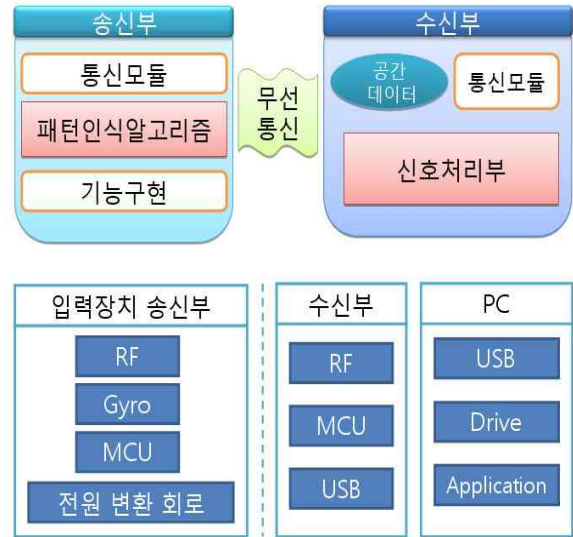 송신부
통신모듈
패턴인식알고리즘
기능구현
무선
통신
수신부
공간
데이터
통신모듈
신호처리부
입력장치 송신부
RF
Gyro
MCU
전원 변환 회로
수신부
RF
MCU
USB
PC
USB
Drive
Application